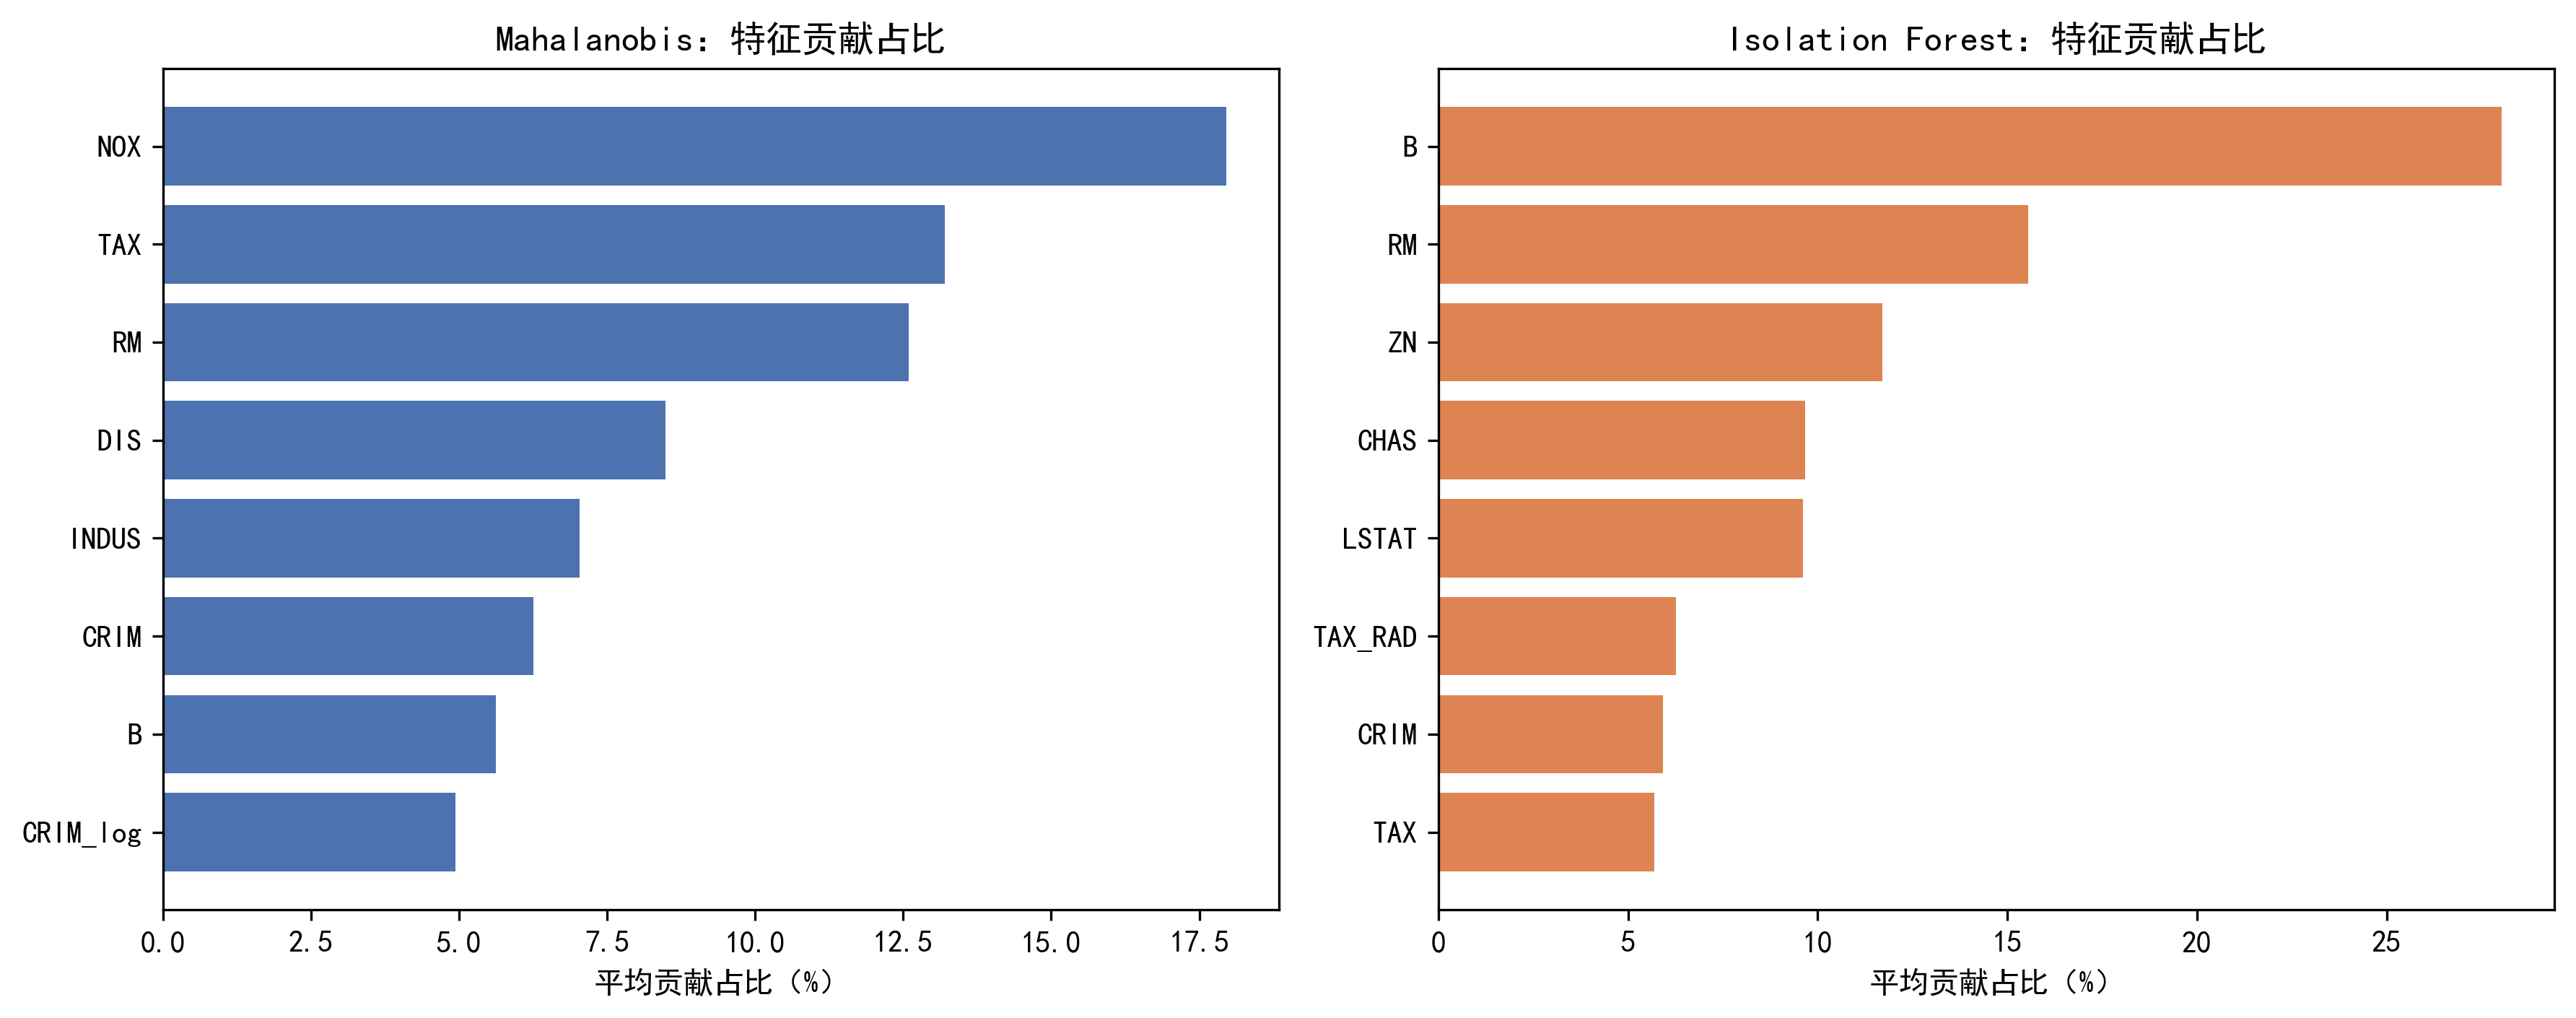 Mahalanobis：特征贡献占比
NOX
TAX
RM
DIS
INDUS
CRIM
B
CRIM_log
0.0 2.5 5.0 7.5 10.0 12.5 15.0 17.5
平均贡献占比（%）
Isolation Forest：特征贡献占比
B
RM
ZN
CHAS
LSTAT
TAX_RAD
CRIM
TAX
0 5 10 15 20 25
平均贡献占比（%）